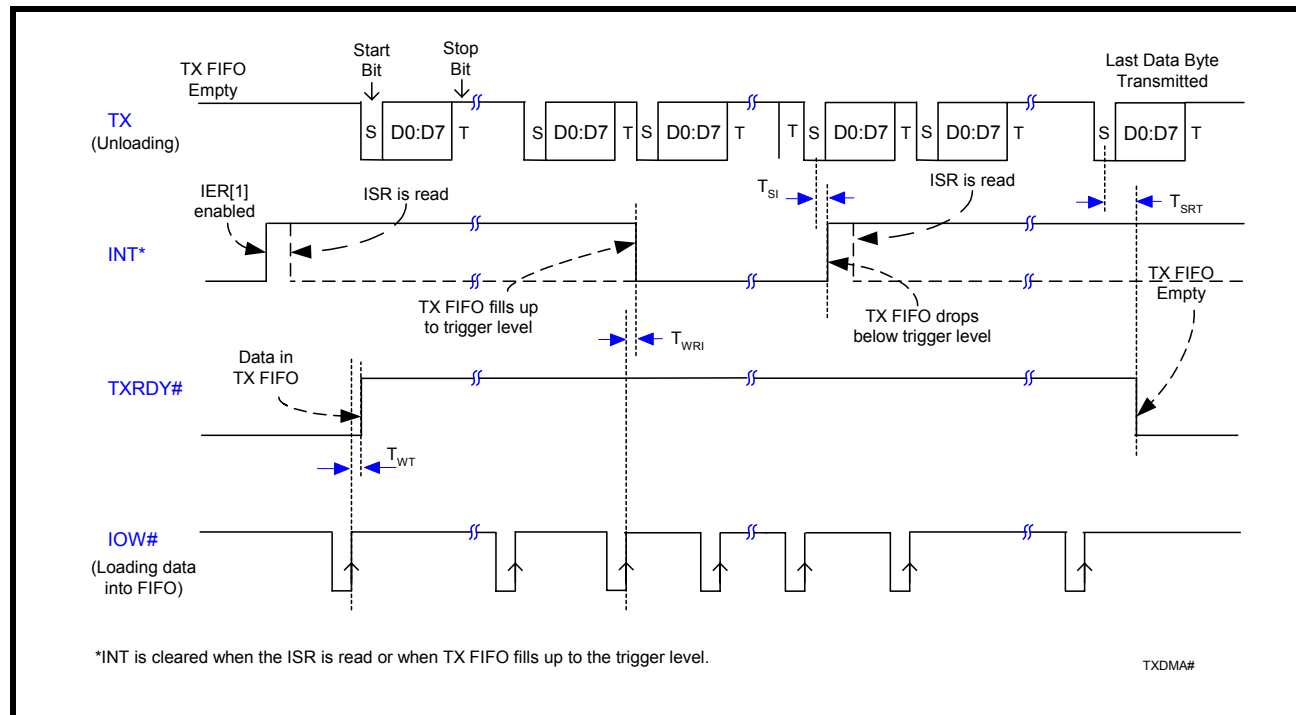 Start
Bit
Stop
Bit
TX FIFO
Empty
Last Data Byte
Transmitted
TX
(Unloading)
S D0:D7 T S D0:D7 T S D0:D7 T T S D0:D7 T S D0:D7 T S D0:D7 T
IER[1]
enabled
ISR is read
TSI
ISR is read
TSRT
INT*
TX FIFO fills up
to trigger level
TX FIFO drops
below trigger level
TX FIFO
Empty
TWRI
Data in
TX FIFO
TXRDY#
TWT
IOW#
(Loading data
into FIFO)
*INT is cleared when the ISR is read or when TX FIFO fills up to the trigger level.
TXDMA#